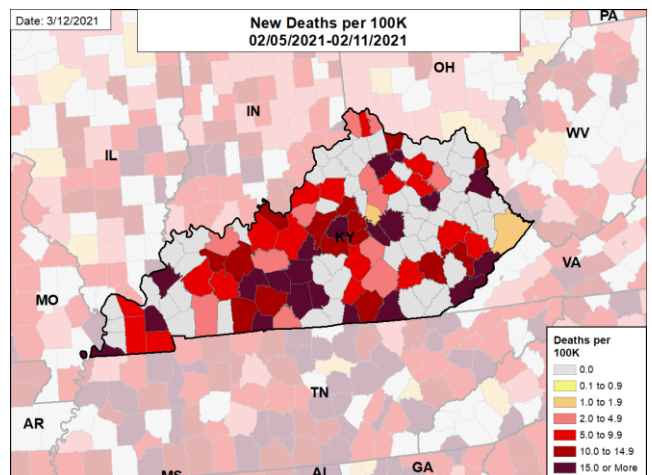 Date: 3/12/2021
New Deaths per 100K
02/05/2021-02/11/2021
PA
OH
IN
WV
IL
KY
VA
MO
TN
AR
MS
AL
GA
Deaths per
100K
0.0
0.1 to 0.9
1.0 to 1.9
2.0 to 4.9
5.0 to 9.9
10.0 to 14.9
15.0 or More